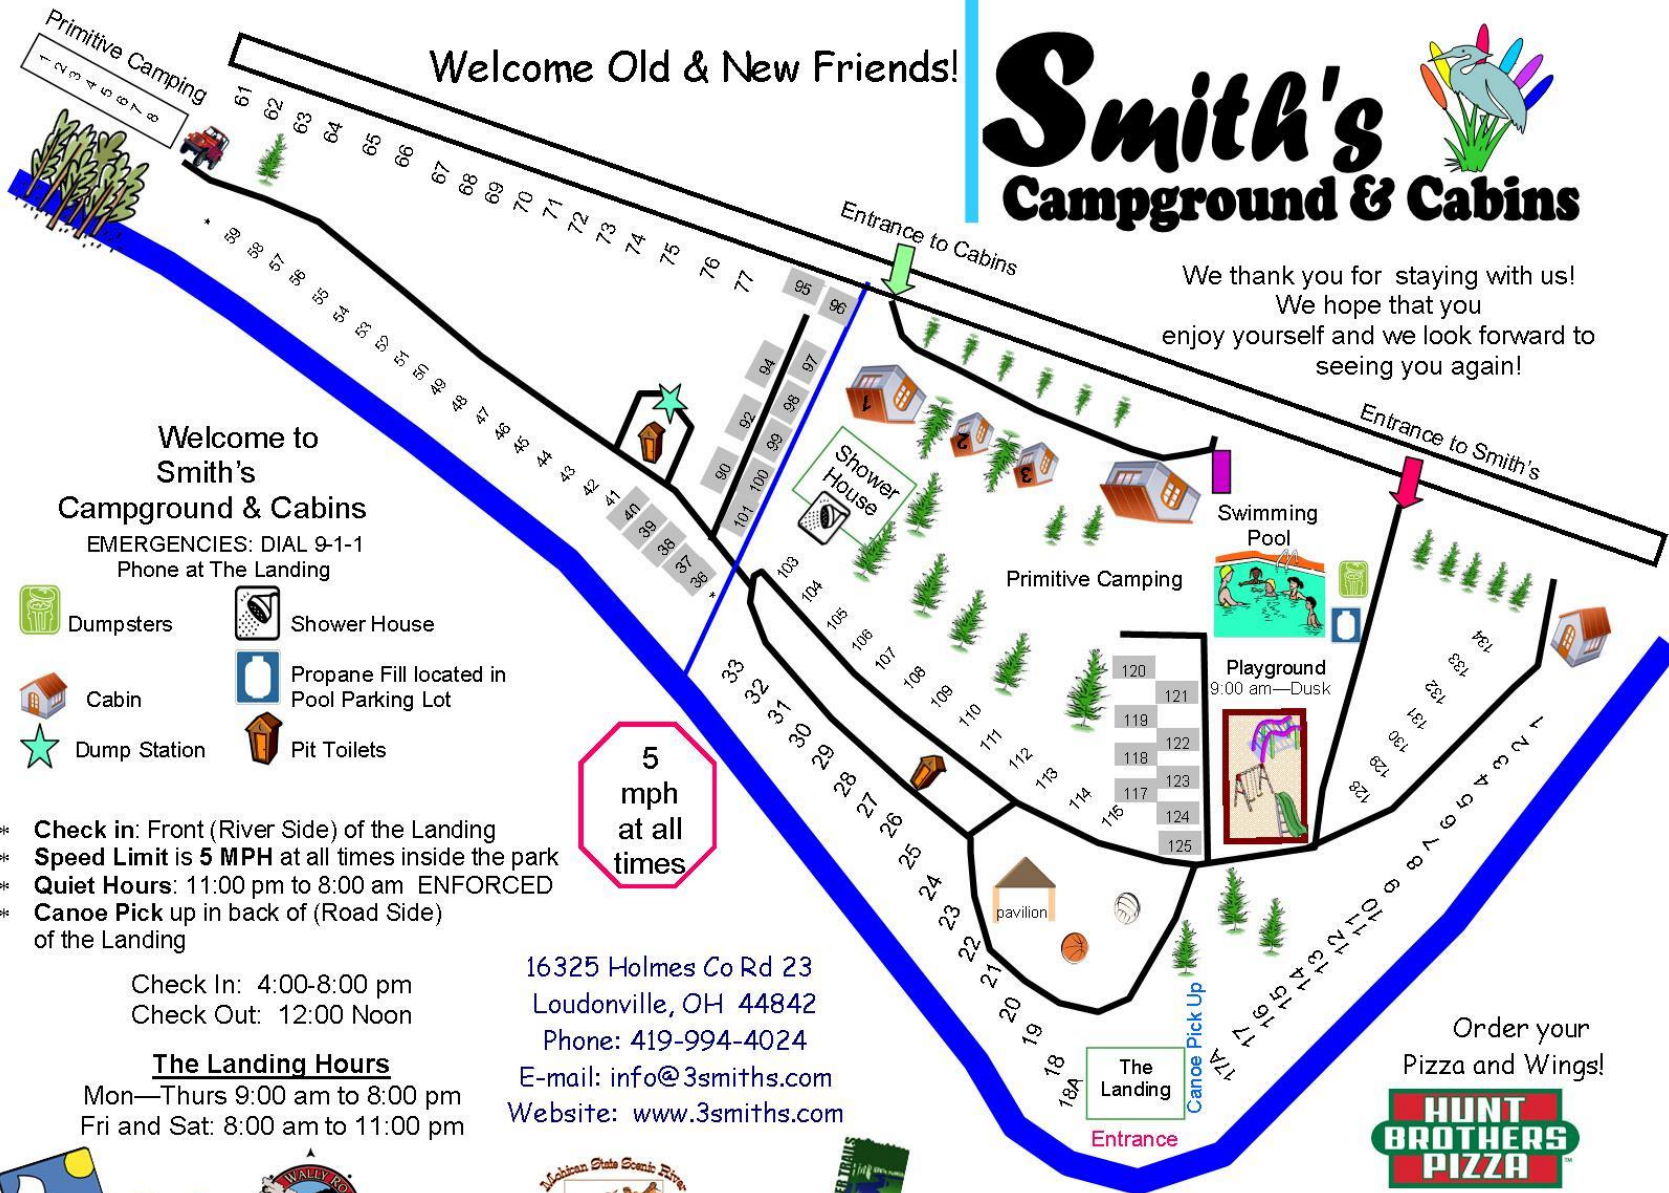 Welcome Old & New Friends!
Smith's
Campground & Cabins
We thank you for staying with us!
We hope that you
enjoy yourself and we look forward to
seeing you again!
Primitive Camping
1 2 3 4 5 6 7 8
61 62 63 64 65 66 67 68 69 70 71 72 73 74 75 76 77
Entrance to Cabins
Entrance to Smith's
* 59 58 57 56 55 54 53 52 51 50 49 48 47 46 45 44 43 42 41 40 39 38 37 36 *
95 96
94 97
92 98
99
90 100
101
1 2 3
Shower
House
Swimming
Pool
Primitive Camping
Playground
9:00 am—Dusk
103 104 105 106 107 108 109 110 111 112 113 114 115
120
121
119
122
118
123
117
124
125
134 133 132 131 130 129 128
1 2 3 4 5 6 7 8 9 10 11 12 13 14 15 16 17 17A
33 32 31 30 29 28 27 26 25 24 23 22 21 20 19 18 18A
pavilion
Canoe Pick Up
The
Landing
Entrance
Welcome to
Smith's
Campground & Cabins
EMERGENCIES: DIAL 9-1-1
Phone at The Landing
Dumpsters
Shower House
Cabin
Propane Fill located in
Pool Parking Lot
Dump Station
Pit Toilets
5
mph
at all
times
* Check in: Front (River Side) of the Landing
* Speed Limit is 5 MPH at all times inside the park
* Quiet Hours: 11:00 pm to 8:00 am ENFORCED
* Canoe Pick up in back of (Road Side)
of the Landing
Check In: 4:00-8:00 pm
Check Out: 12:00 Noon
The Landing Hours
Mon—Thurs 9:00 am to 8:00 pm
Fri and Sat: 8:00 am to 11:00 pm
16325 Holmes Co Rd 23
Loudonville, OH 44842
Phone: 419-994-4024
E-mail: info@3smiths.com
Website: www.3smiths.com
Order your
Pizza and Wings!
HUNT
BROTHERS
PIZZA
WALLY
Mohican State Scenic River
TRAILS